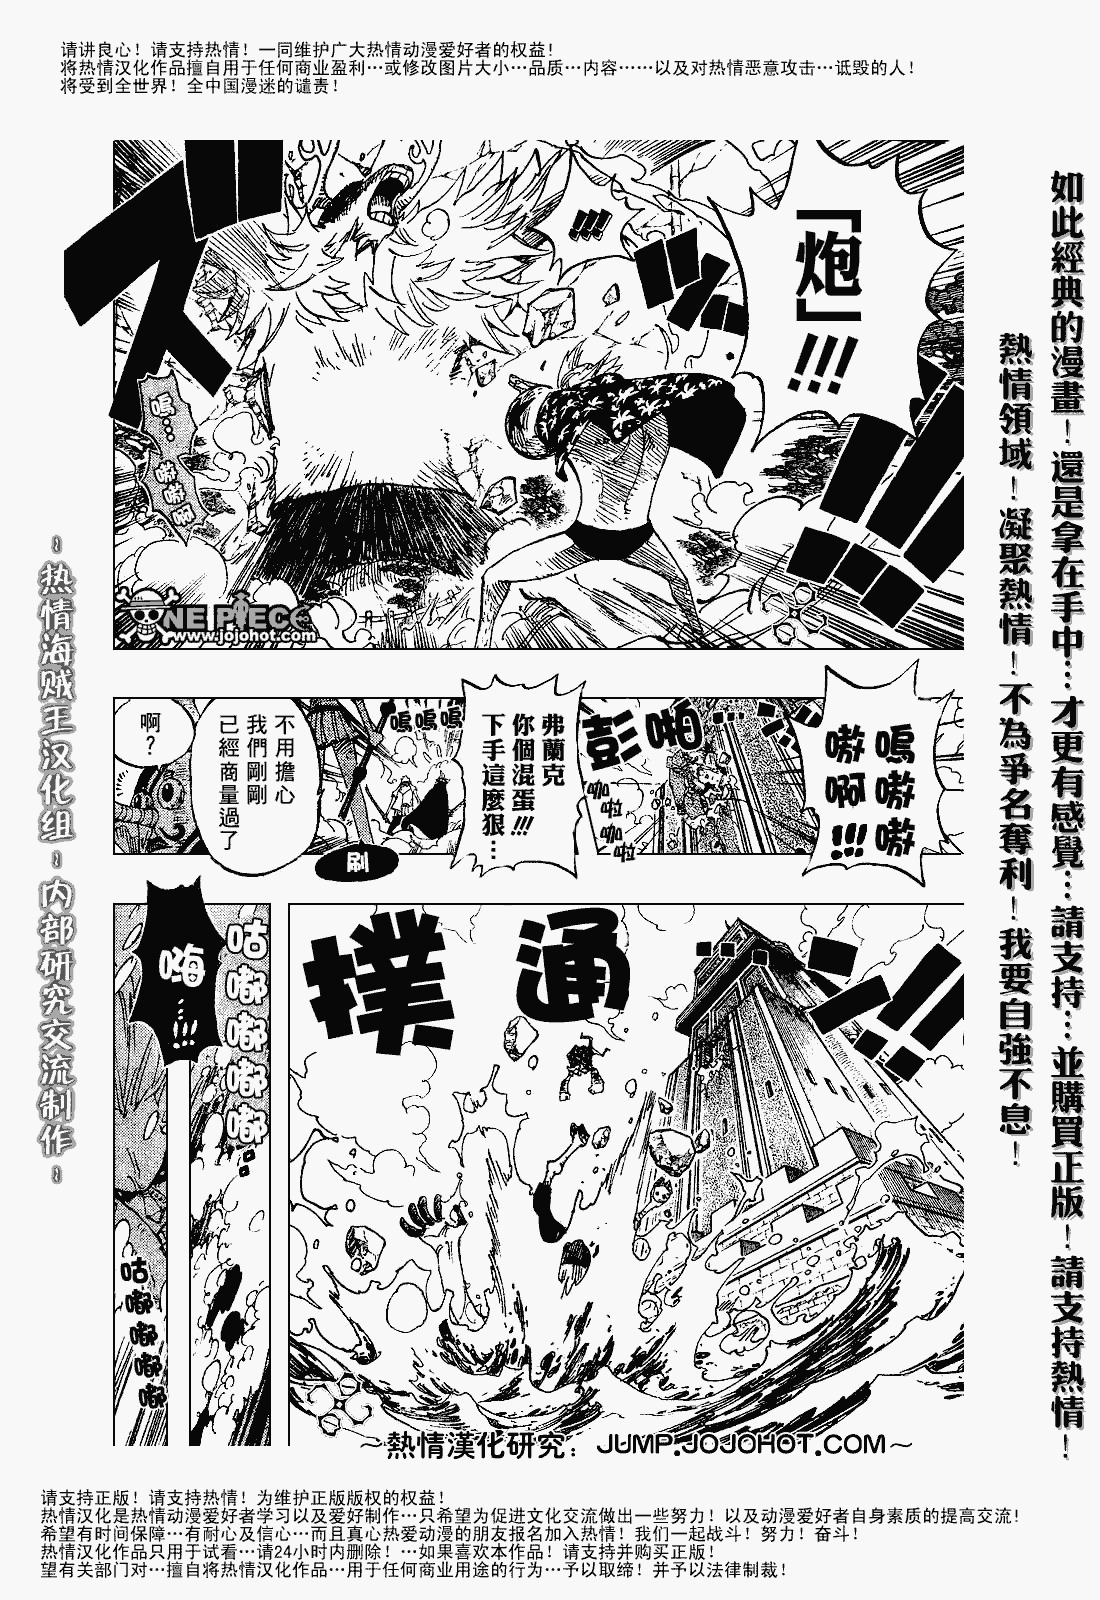 请讲良心！请支持热情！一同维护广大热情动漫爱好者的权益！
将热情汉化作品擅自用于任何商业盈利…或修改图片大小…品质…内容……以及对热情恶意攻击…诋毁的人！
将受到全世界！全中国漫迷的谴责！
如此經典的漫畫！還是拿在手中…才更有感覺…請支持…並購買正版！請支持熱情！
熱情領域！凝聚熱情！不為爭名奪利！我要自強不息！
「炮」!!!
!!!
嗚…
ONE PIECE
www.jojohot.com
嗚嗷嗷
嗷啊!!!
啪
彭
咖啦咖啦
弗蘭克
你個混蛋!!!
下手這麼狠…
嗚嗚嗚
刷
不用擔心
我們剛剛
已經商量過了
啊？
撲通…!!!
咕嘟嘟嘟嘟…
嗨…!!!
咕嘟嘟嘟嘟
~熱情漢化研究：JUMP.JOJOHOT.COM~
~热情海贼王汉化组~内部研究交流制作~
请支持正版！请支持热情！为维护正版版权的权益！
热情汉化是热情动漫爱好者学习以及爱好制作…只希望为促进文化交流做出一些努力！以及动漫爱好者自身素质的提高交流！
希望有时间保障…有耐心及信心…而且真心热爱动漫的朋友报名加入热情！我们一起战斗！努力！奋斗！
热情汉化作品只用于试看…请24小时内删除！…如果喜欢本作品！请支持并购买正版！
望有关部门对…擅自将热情汉化作品…用于任何商业用途的行为…予以取缔！并予以法律制裁！